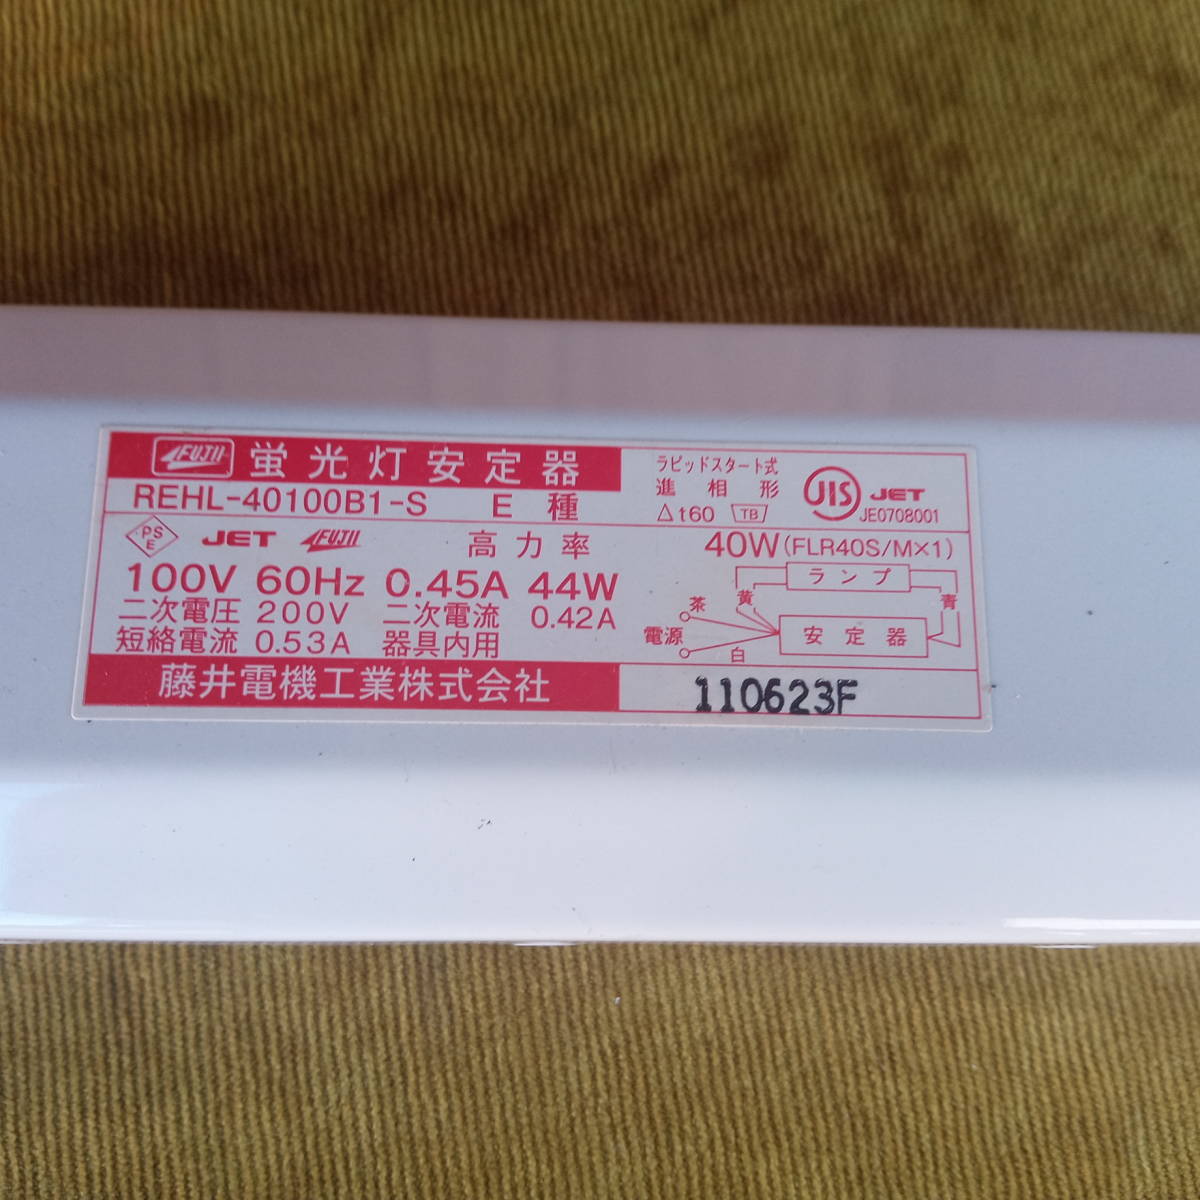 FUJII 蛍光灯安定器
REHL-40100B1-S E種
ラピッドスタート式
進相形
△t60 TB
JIS JET
JE0708001
PS
E
JET FUJII 高力率
100V 60Hz 0.45A 44W
二次電圧 200V 二次電流 0.42A
短絡電流 0.53A 器具内用
40W(FLR40S/M×1)
ランプ
茶 黄 青
電源 安定器
白
藤井電機工業株式会社
110623F